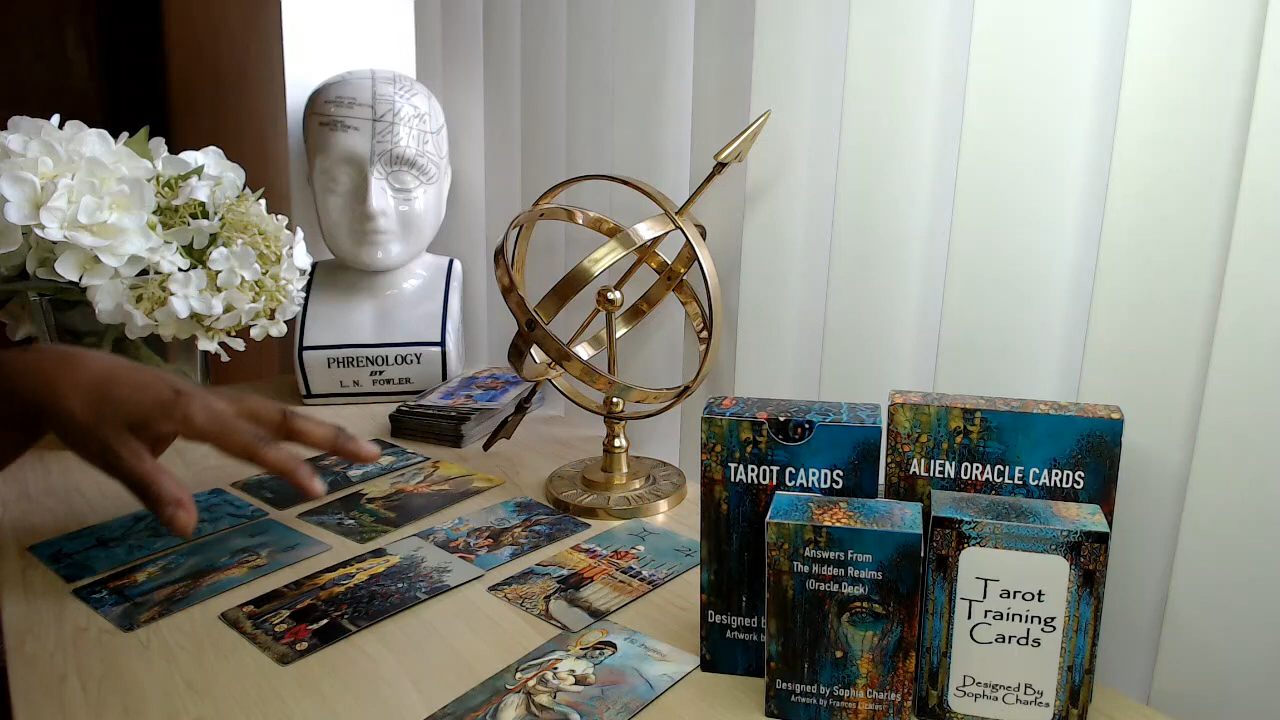 PHRENOLOGY
BY
L. N. FOWLER.
TAROT CARDS
Designed b
Artwork b
ALIEN ORACLE CARDS
Answers From
The Hidden Realms
(Oracle Deck)
Designed by Sophia Charles
Artwork by Frances
Tarot
Training
Cards
Designed By
Sophia Charles